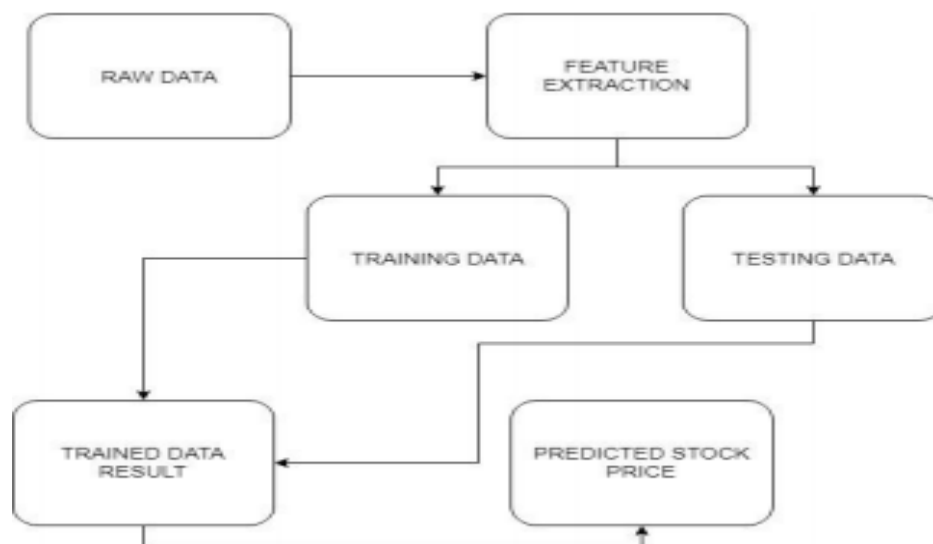 RAW DATA
FEATURE
EXTRACTION
TRAINING DATA
TESTING DATA
TRAINED DATA
RESULT
PREDICTED STOCK
PRICE